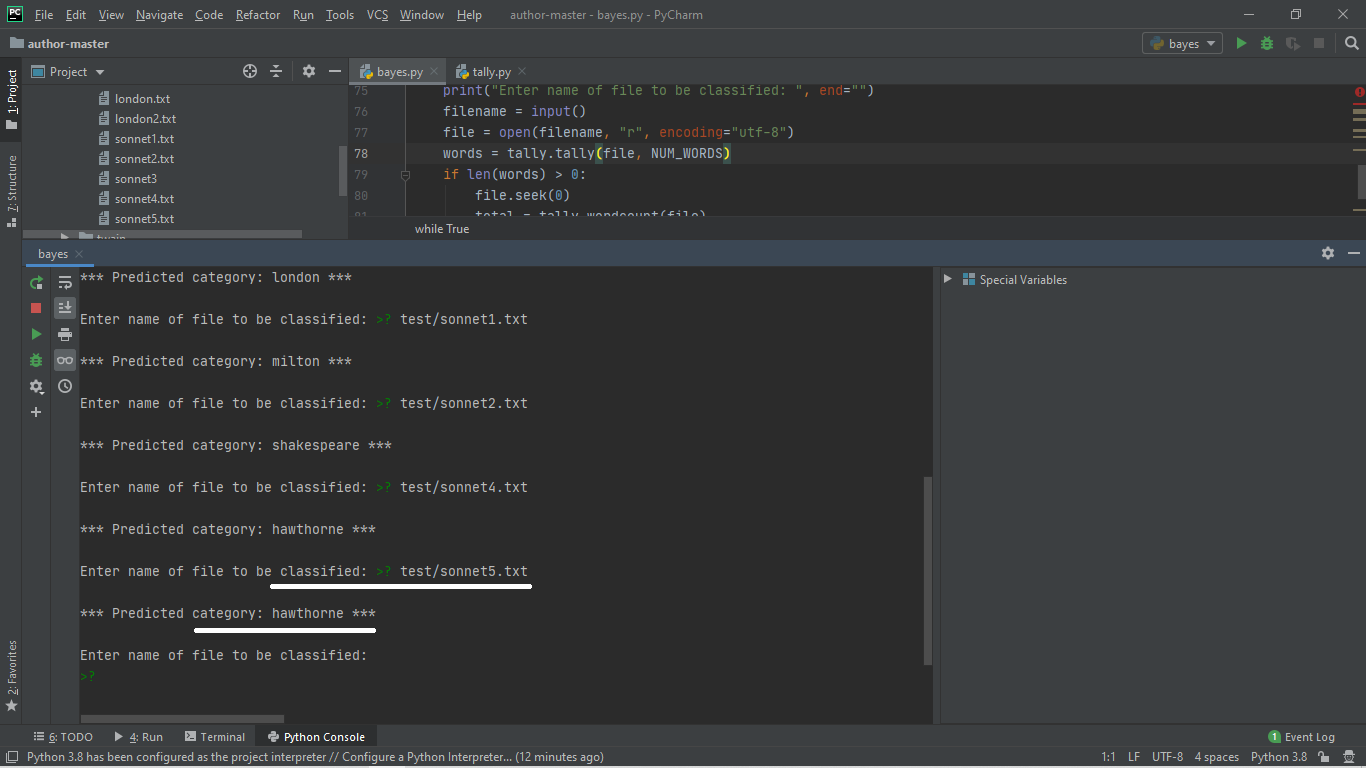 PC File Edit View Navigate Code Refactor Run Tools VCS Window Help author-master - bayes.py - PyCharm
author-master bayes
1: Project
7: Structure
2: Favorites
Project
london.txt
london2.txt
sonnet1.txt
sonnet2.txt
sonnet3
sonnet4.txt
sonnet5.txt
twain
bayes.py tally.py
75 print("Enter name of file to be classified: ", end="")
76 filename = input()
77 file = open(filename, "r", encoding="utf-8")
78 words = tally.tally(file, NUM_WORDS)
79 if len(words) > 0:
80 file.seek(0)
81 total = tally.wordcount(file)
while True
bayes
*** Predicted category: london ***
Enter name of file to be classified: >? test/sonnet1.txt
*** Predicted category: milton ***
Enter name of file to be classified: >? test/sonnet2.txt
*** Predicted category: shakespeare ***
Enter name of file to be classified: >? test/sonnet4.txt
*** Predicted category: hawthorne ***
Enter name of file to be classified: >? test/sonnet5.txt
*** Predicted category: hawthorne ***
Enter name of file to be classified:
>?
Special Variables
6: TODO 4: Run Terminal Python Console 1 Event Log
Python 3.8 has been configured as the project interpreter // Configure a Python Interpreter... (12 minutes ago) 1:1 LF UTF-8 4 spaces Python 3.8